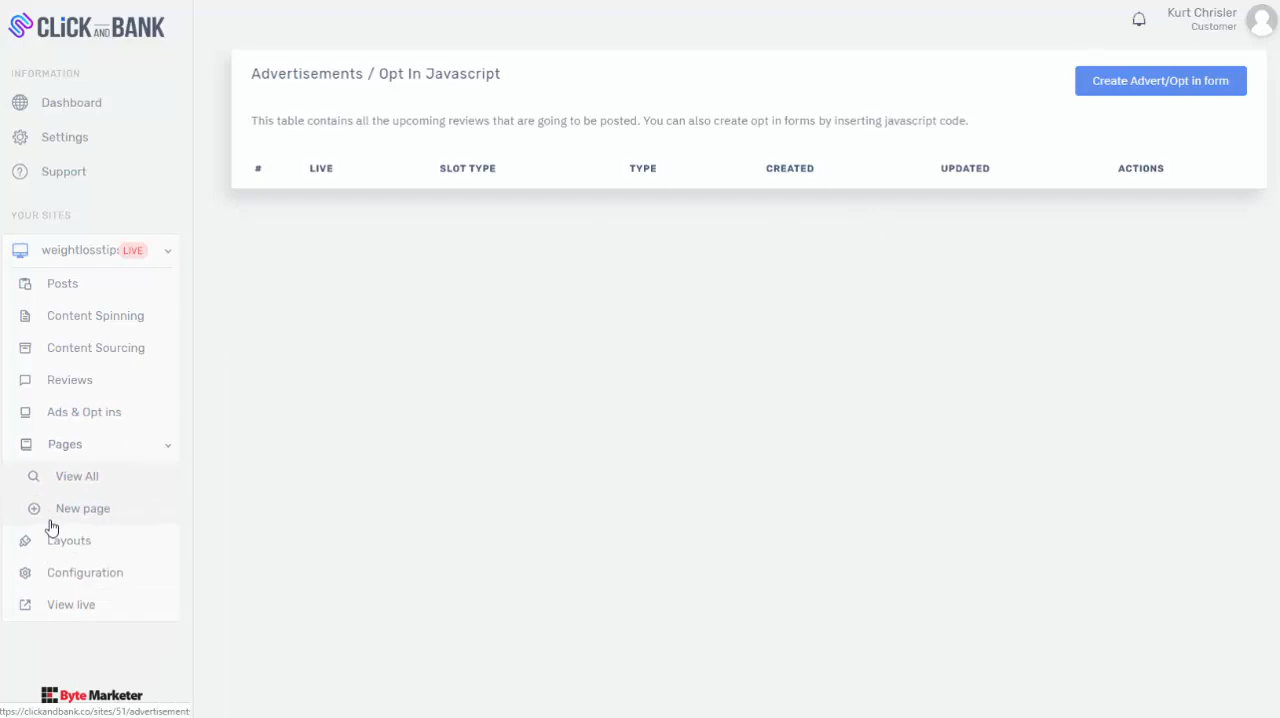 CLiCK AND BANK
Kurt Chrisler
Customer
INFORMATION
Dashboard
Settings
Support
YOUR SITES
weightlosstips LIVE
Posts
Content Spinning
Content Sourcing
Reviews
Ads & Opt ins
Pages
View All
New page
Layouts
Configuration
View live
Byte Marketer
ttps://clickandbank.co/sites/51/advertisement
Advertisements / Opt In Javascript
Create Advert/Opt in form
This table contains all the upcoming reviews that are going to be posted. You can also create opt in forms by inserting javascript code.
# LIVE SLOT TYPE TYPE CREATED UPDATED ACTIONS